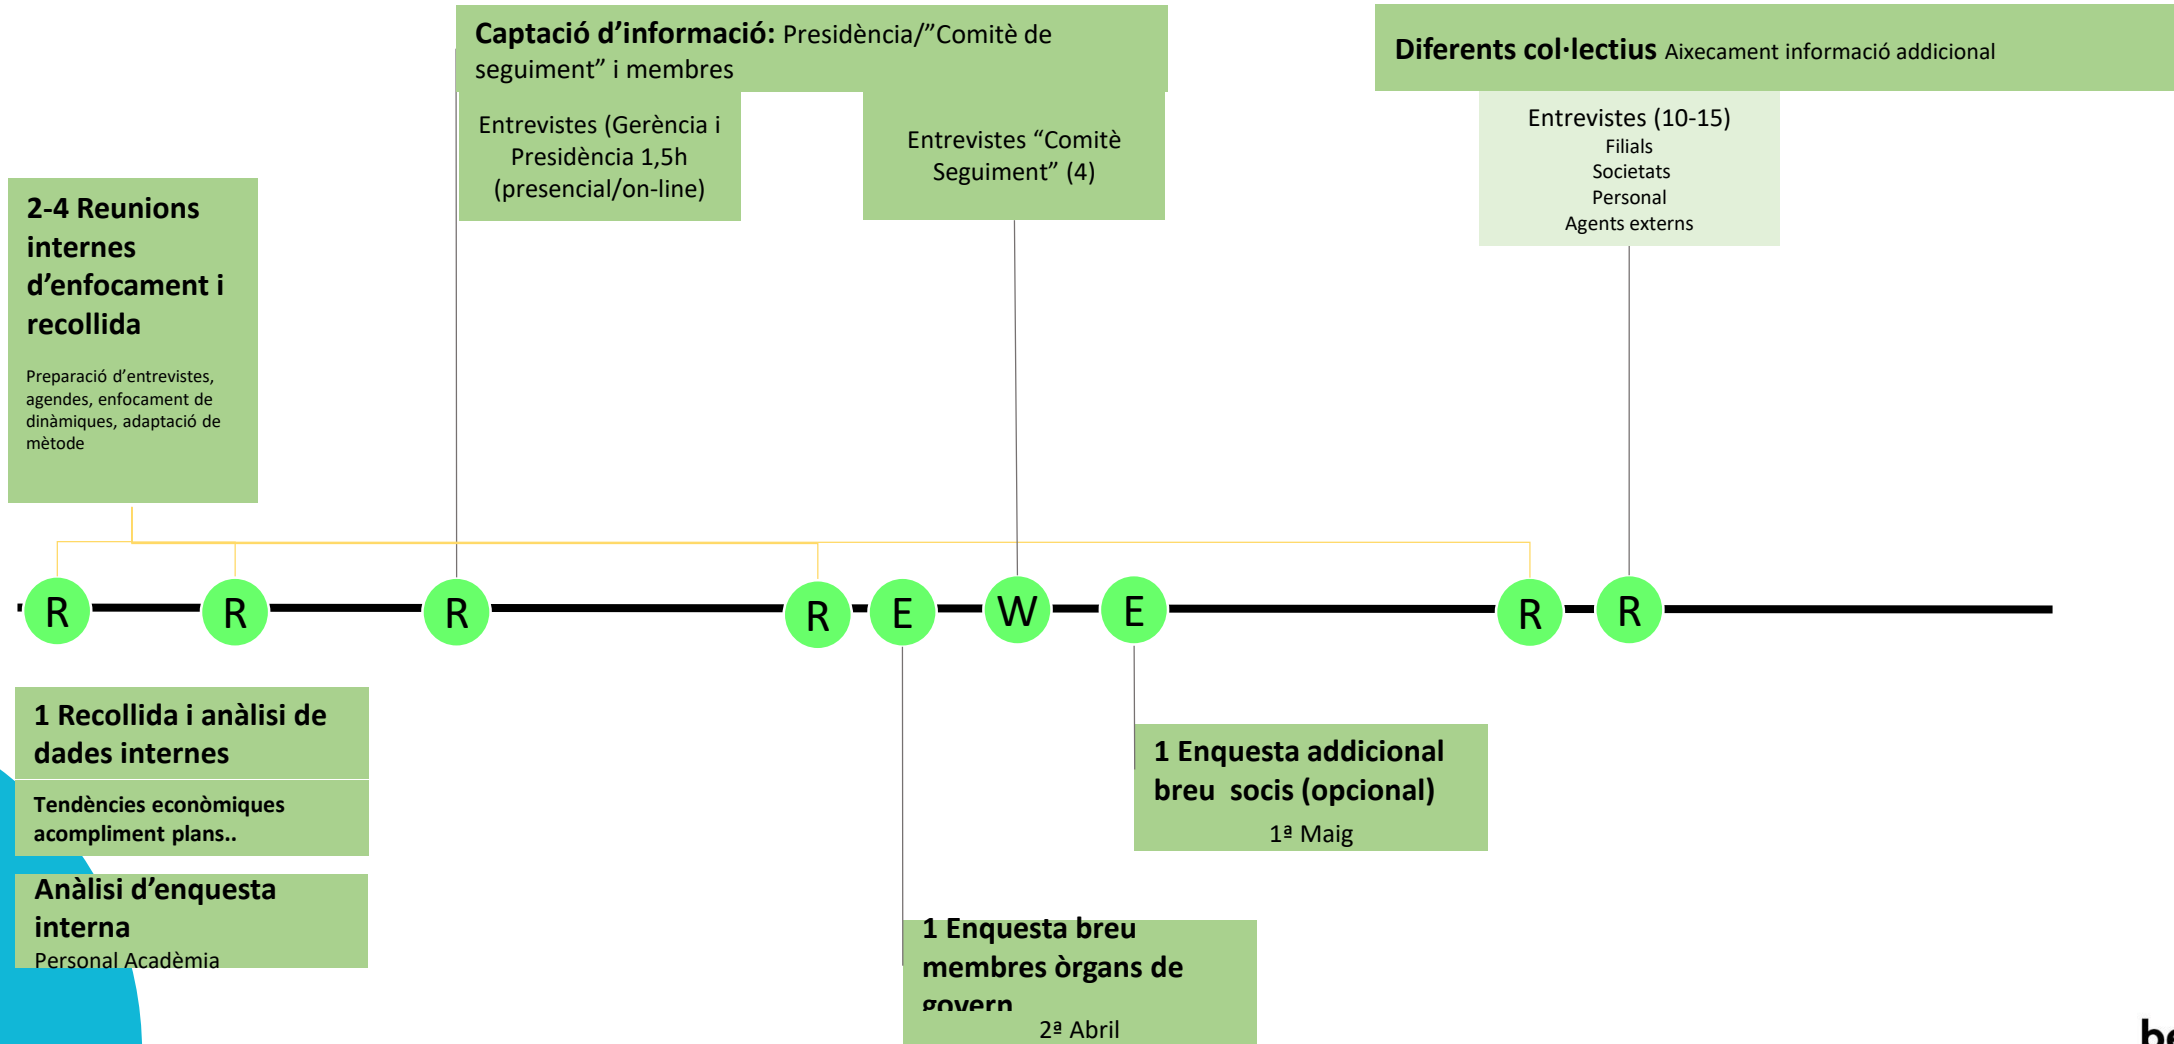 Captació d’informació: Presidència/”Comitè de
seguiment” i membres
Diferents col·lectius Aixecament informació addicional
Entrevistes (Gerència i
Presidència 1,5h
(presencial/on-line)
Entrevistes “Comitè
Seguiment” (4)
Entrevistes (10-15)
Filials
Societats
Personal
Agents externs
2-4 Reunions
internes
d’enfocament i
recollida
Preparació d’entrevistes,
agendes, enfocament de
dinàmiques, adaptació de
mètode
R R R R E W E R R
1 Recollida i anàlisi de
dades internes
Tendències econòmiques
acompliment plans..
Anàlisi d’enquesta
interna
Personal Acadèmia
1 Enquesta addicional
breu  socis (opcional)
1ª Maig
1 Enquesta breu
membres òrgans de
govern
2ª Abril